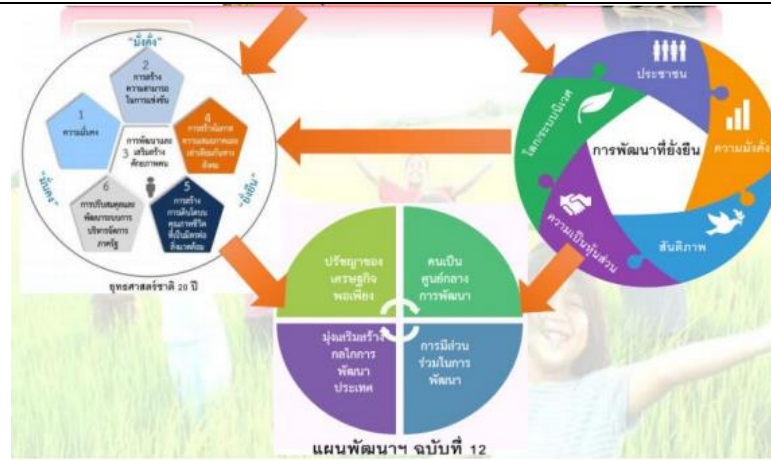 "มั่งคั่ง"
2
การสร้าง
ความสามารถ
ในการแข่งขัน
1
ความมั่นคง
การพัฒนาและ
3 เสริมสร้าง
ศักยภาพคน
4
การสร้างโอกาส
ความเสมอภาคและ
เท่าเทียมกันทาง
สังคม
"มั่นคง"
"ยั่งยืน"
6
การปรับสมดุลและ
พัฒนาระบบการ
บริหารจัดการ
ภาครัฐ
5
การสร้าง
การเติบโตบน
คุณภาพชีวิต
ที่เป็นมิตรต่อ
สิ่งแวดล้อม
ยุทธศาสตร์ชาติ 20 ปี
ประชาชน
โลก/ระบบนิเวศ
การพัฒนาที่ยั่งยืน
ความมั่งคั่ง
ความเป็นหุ้นส่วน
สันติภาพ
ปรัชญาของ
เศรษฐกิจ
พอเพียง
คนเป็น
ศูนย์กลาง
การพัฒนา
มุ่งเสริมสร้าง
กลไกการ
พัฒนา
ประเทศ
การมีส่วน
ร่วมในการ
พัฒนา
แผนพัฒนาฯ ฉบับที่ 12